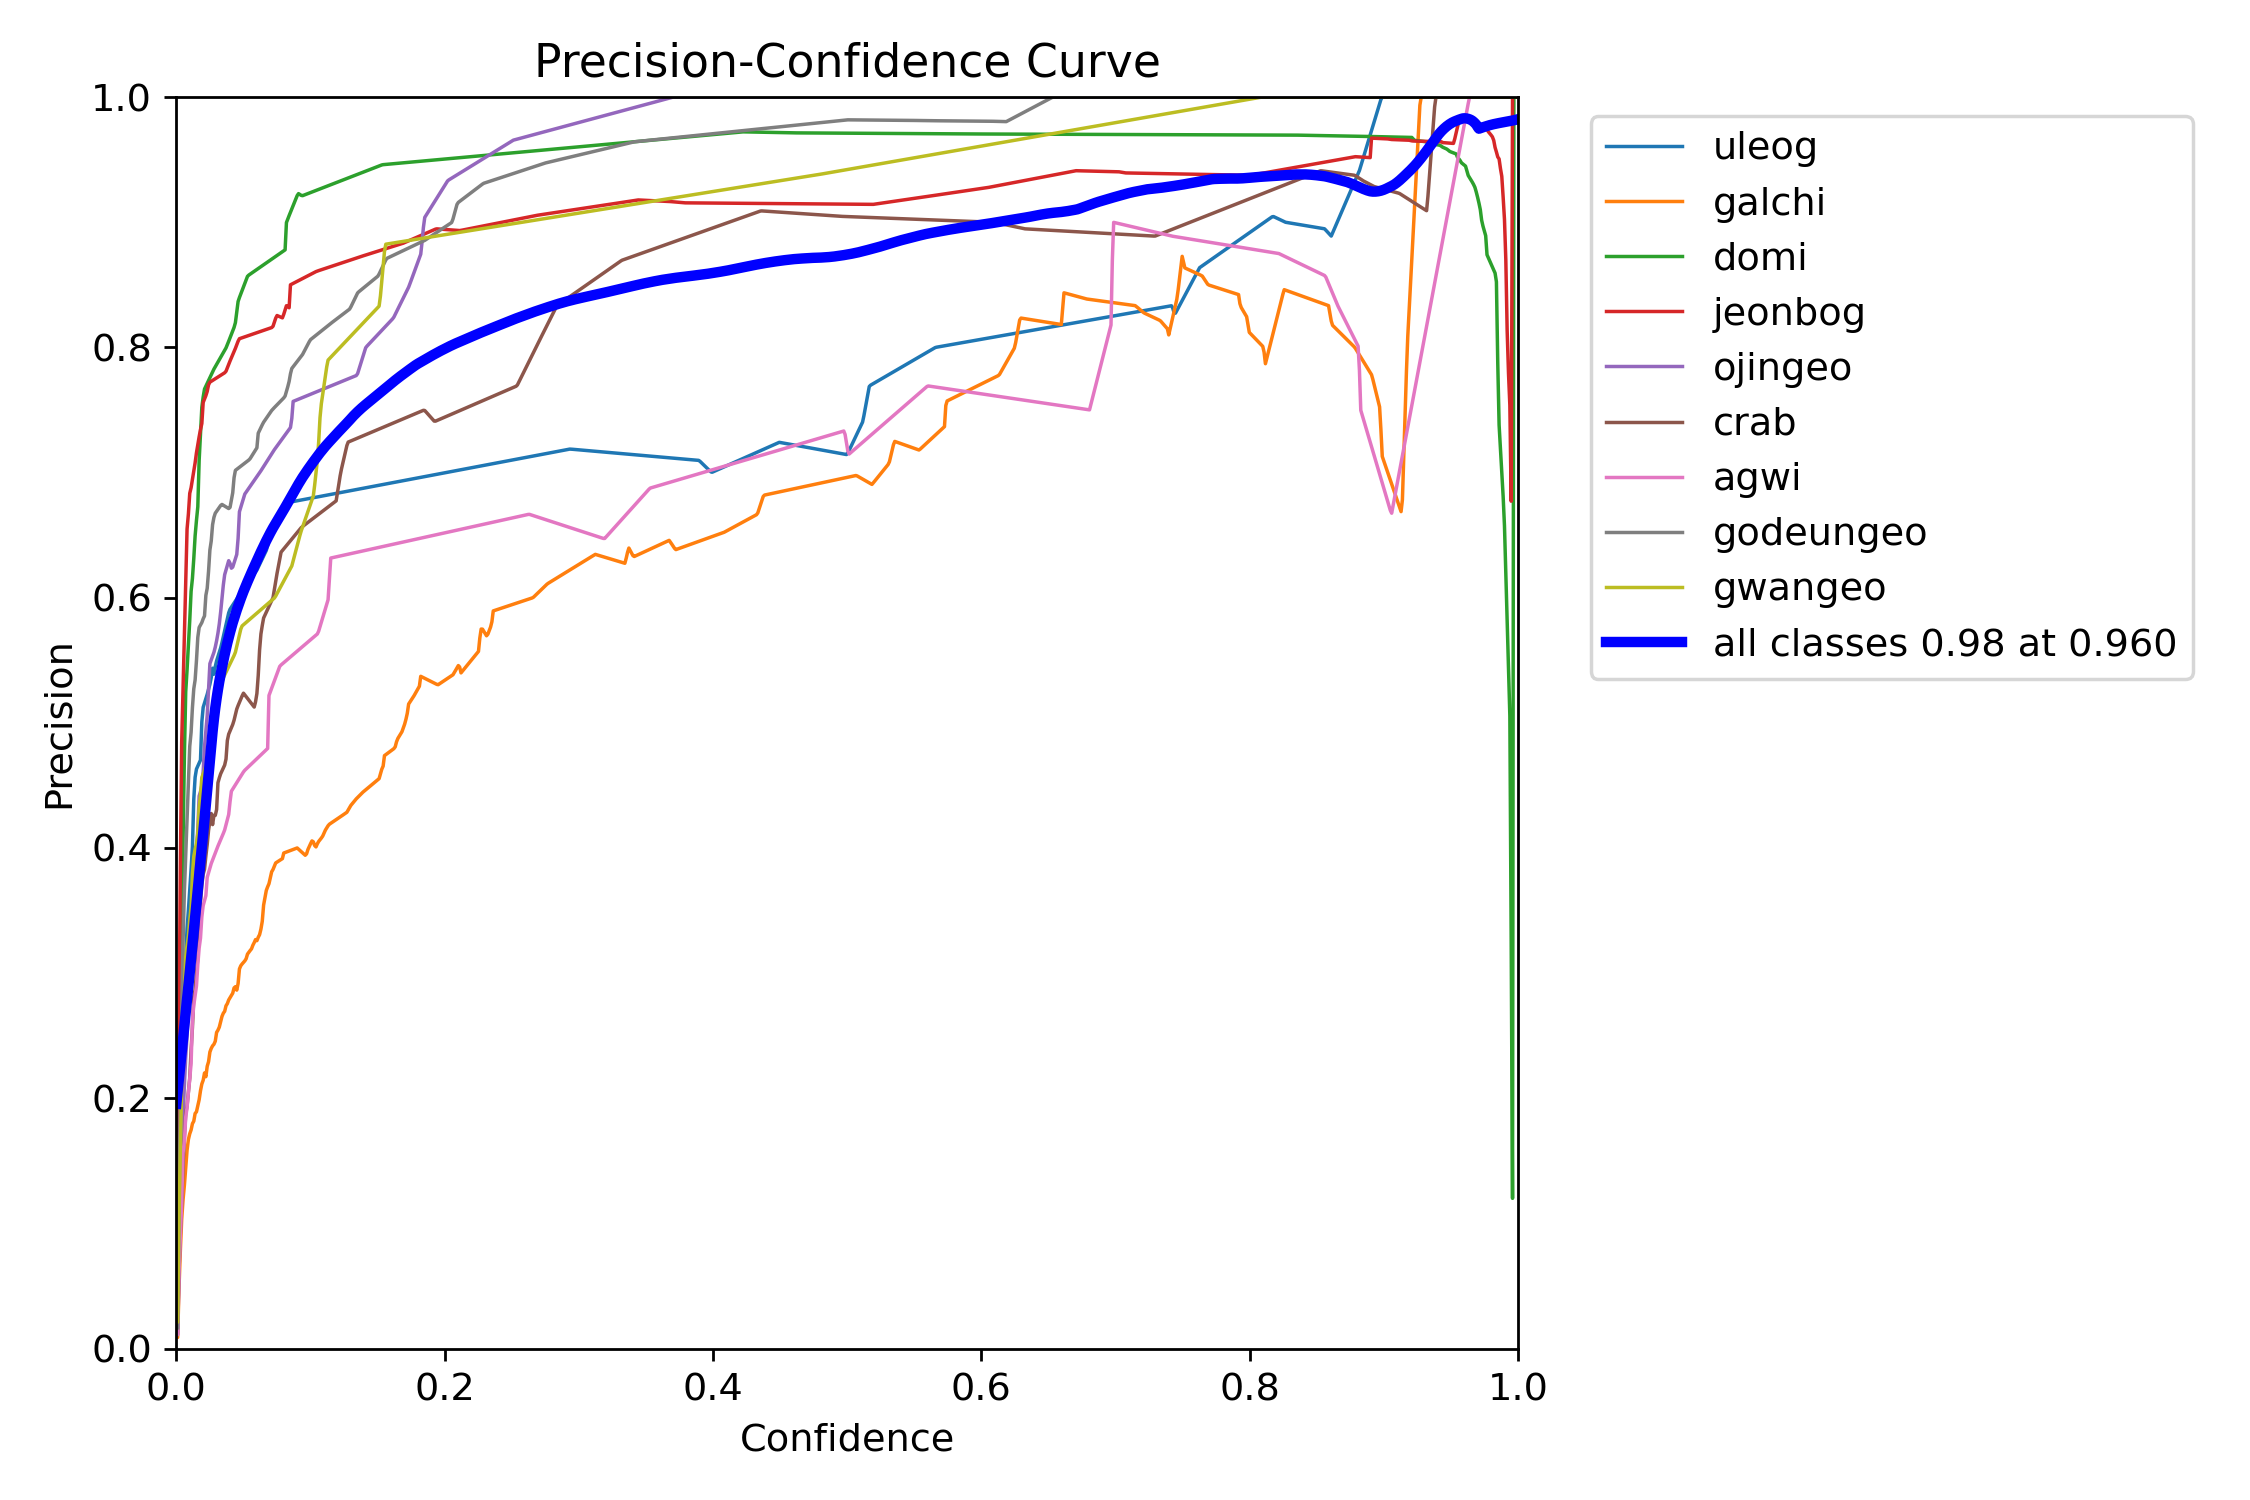 Precision-Confidence Curve
1.0
0.8
0.6
0.4
0.2
0.0
Precision
0.0 0.2 0.4 0.6 0.8 1.0
Confidence
uleog
galchi
domi
jeonbog
ojingeo
crab
agwi
godeungeo
gwangeo
all classes 0.98 at 0.960